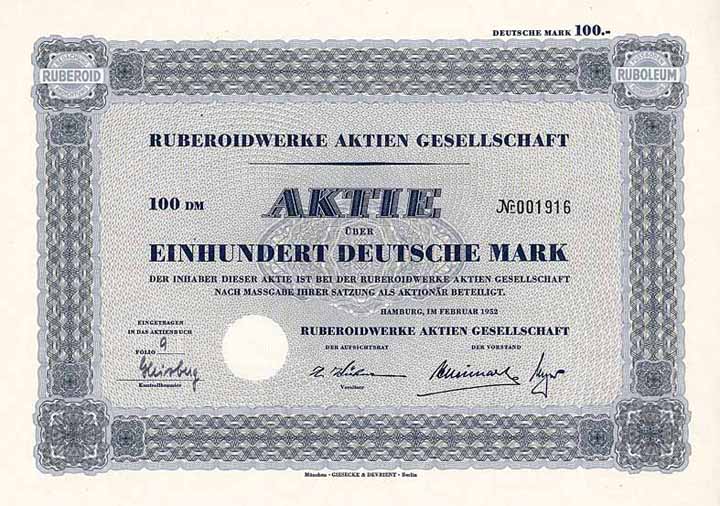 DEUTSCHE MARK 100.-
RUBEROID
RUBOLEUM
RUBEROIDWERKE AKTIEN GESELLSCHAFT
100 DM
AKTIE
№ 001916
ÜBER
EINHUNDERT DEUTSCHE MARK
DER INHABER DIESER AKTIE IST BEI DER RUBEROIDWERKE AKTIEN GESELLSCHAFT
NACH MASSGABE IHRER SATZUNG ALS AKTIONÄR BETEILIGT.
HAMBURG, IM FEBRUAR 1952
EINGETRAGEN
IN DAS AKTIENBUCH
FOLIO 9
Kontrollbeamter
RUBEROIDWERKE AKTIEN GESELLSCHAFT
DER AUFSICHTSRAT
DER VORSTAND
Vorsitzer
München - GIESECKE & DEVRIENT - Berlin